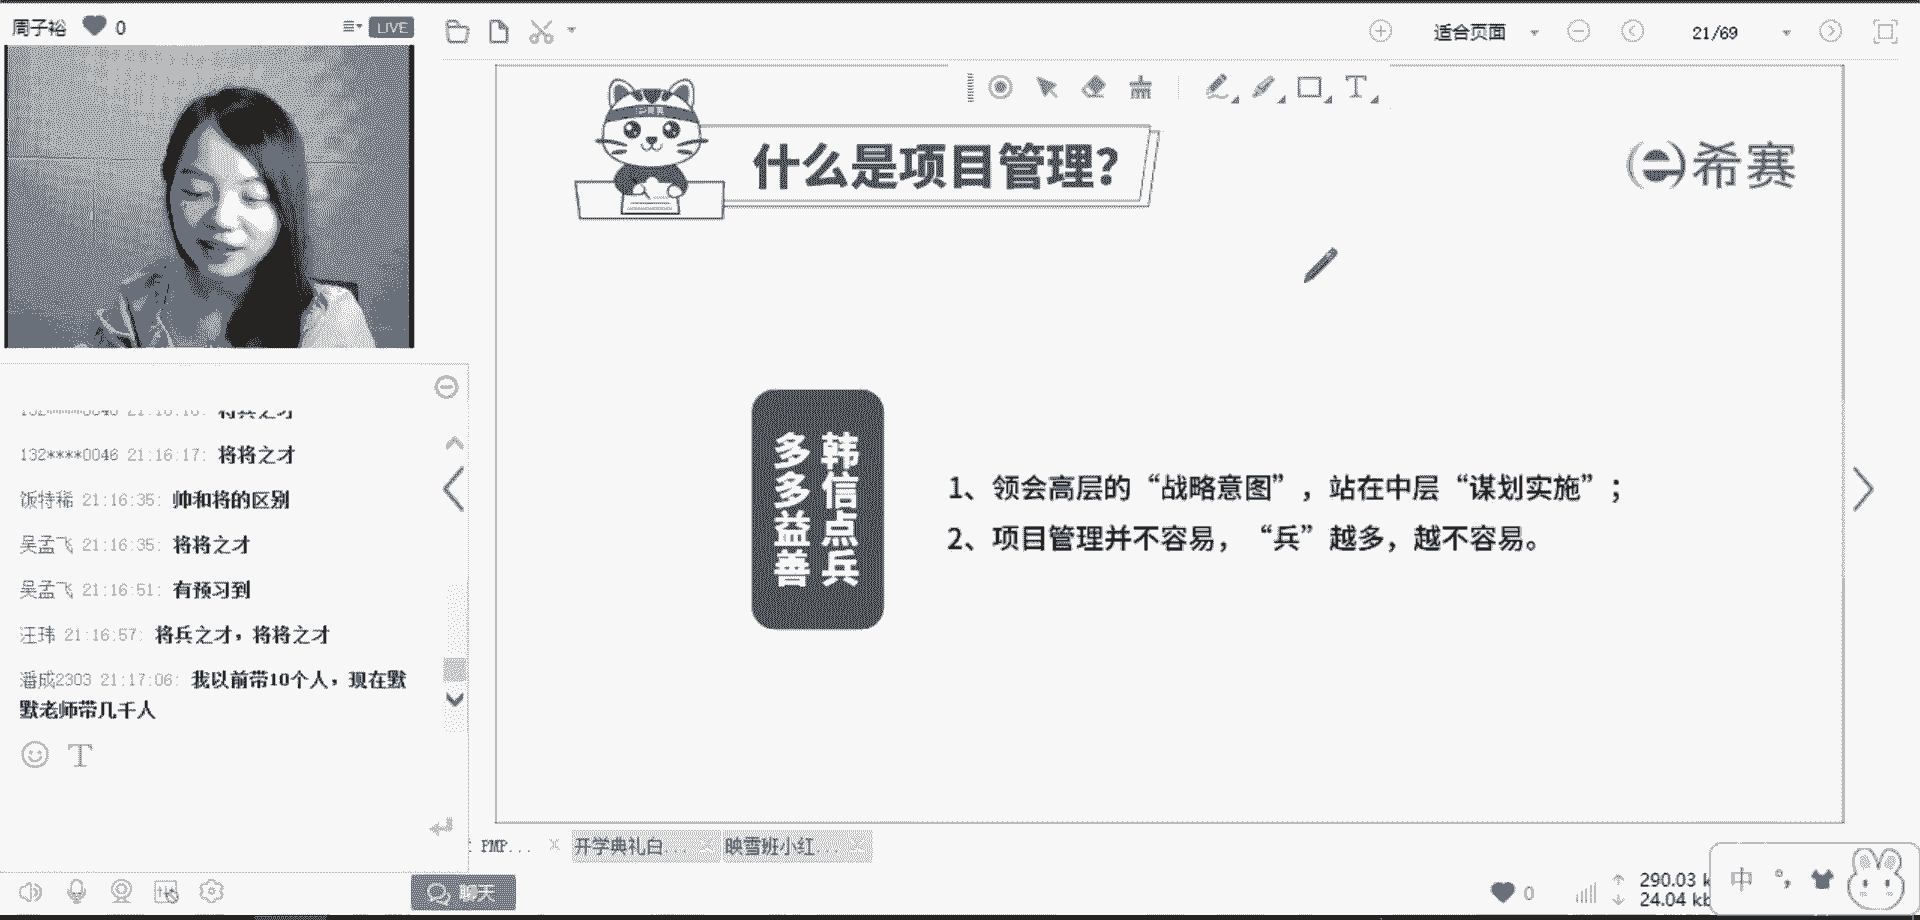 周子裕 0
LIVE
适合页面
21/69
什么是项目管理?
希赛
将兵之才
132****0046 21:16:17: 将将之才
饭特稀 21:16:35: 帅和将的区别
吴孟飞 21:16:35: 将将之才
吴孟飞 21:16:51: 有预习到
汪玮 21:16:57: 将兵之才，将将之才
潘成2303 21:17:06: 我以前带10个人，现在默
默老师带几千人
韩信点兵
多多益善
1、领会高层的“战略意图”，站在中层“谋划实施”；
2、项目管理并不容易，“兵”越多，越不容易。
PMP...
开学典礼白...
映雪班小红...
聊天
0
290.03 k
24.04 kb
中